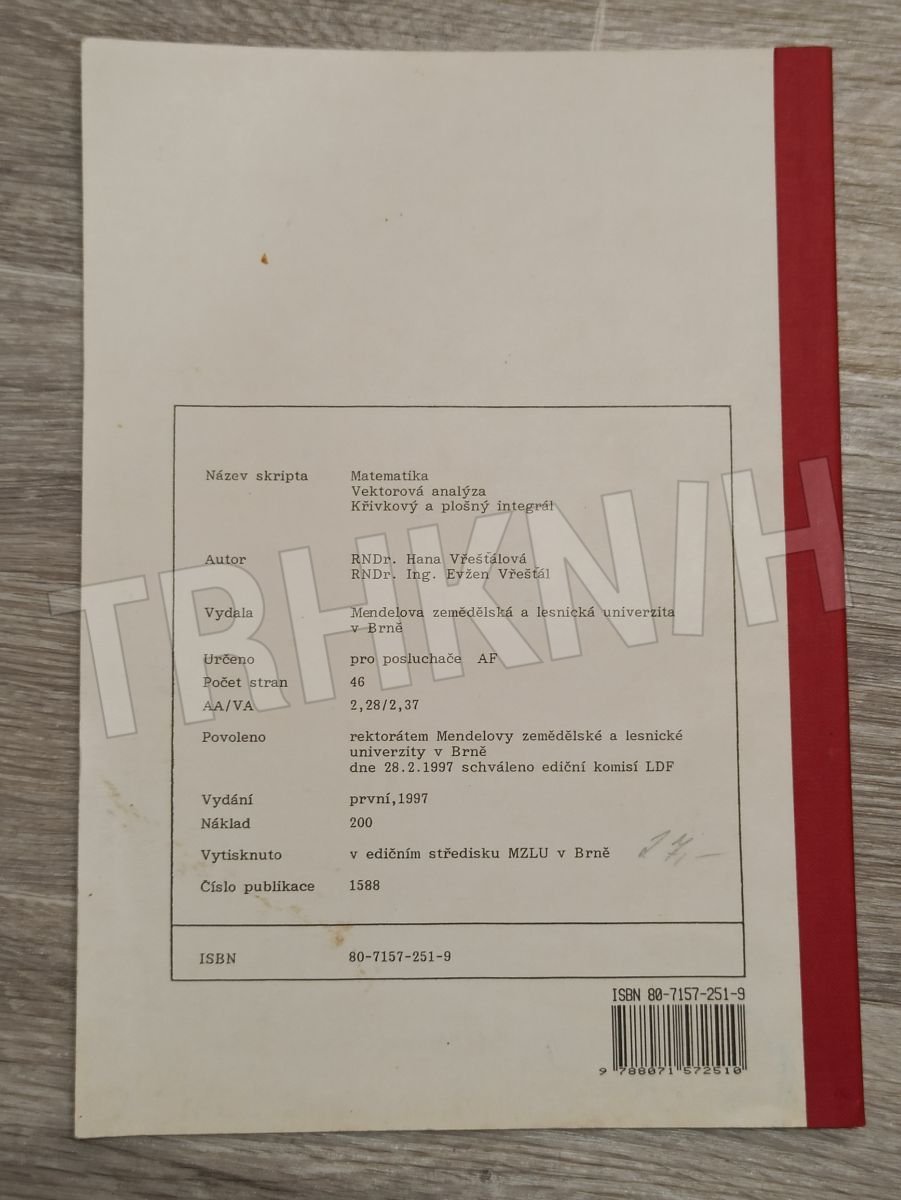 Název skripta Matematika
Vektorová analýza
Křivkový a plošný integrál
Autor RNDr. Hana Vřešťálová
RNDr. Ing. Evžen Vřešťál
Vydala Mendelova zemědělská a lesnická univerzita
v Brně
Určeno pro posluchače AF
Počet stran 46
AA/VA 2,28/2,37
Povoleno rektorátem Mendelovy zemědělské a lesnické
univerzity v Brně
dne 28.2.1997 schváleno ediční komisí LDF
Vydání první,1997
Náklad 200
Vytisknuto v edičním středisku MZLU v Brně 27,—
Číslo publikace 1588
ISBN 80-7157-251-9
ISBN 80-7157-251-9
9 788071 572510
TRHKNIH